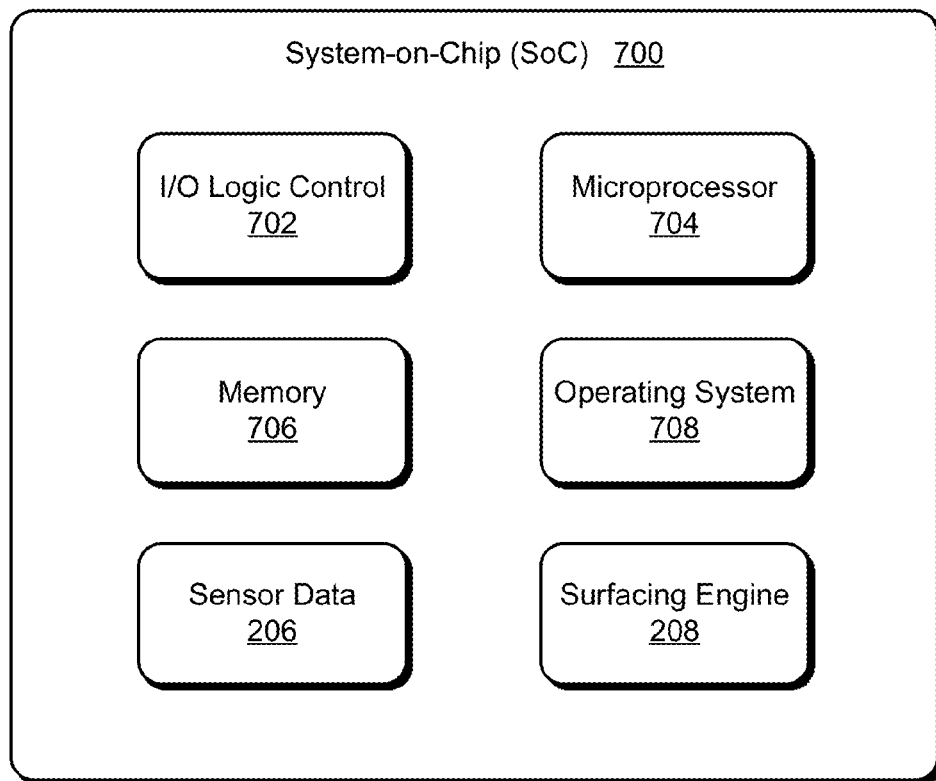 System-on-Chip (SoC) 700
I/O Logic Control
702
Microprocessor
704
Memory
706
Operating System
708
Sensor Data
206
Surfacing Engine
208